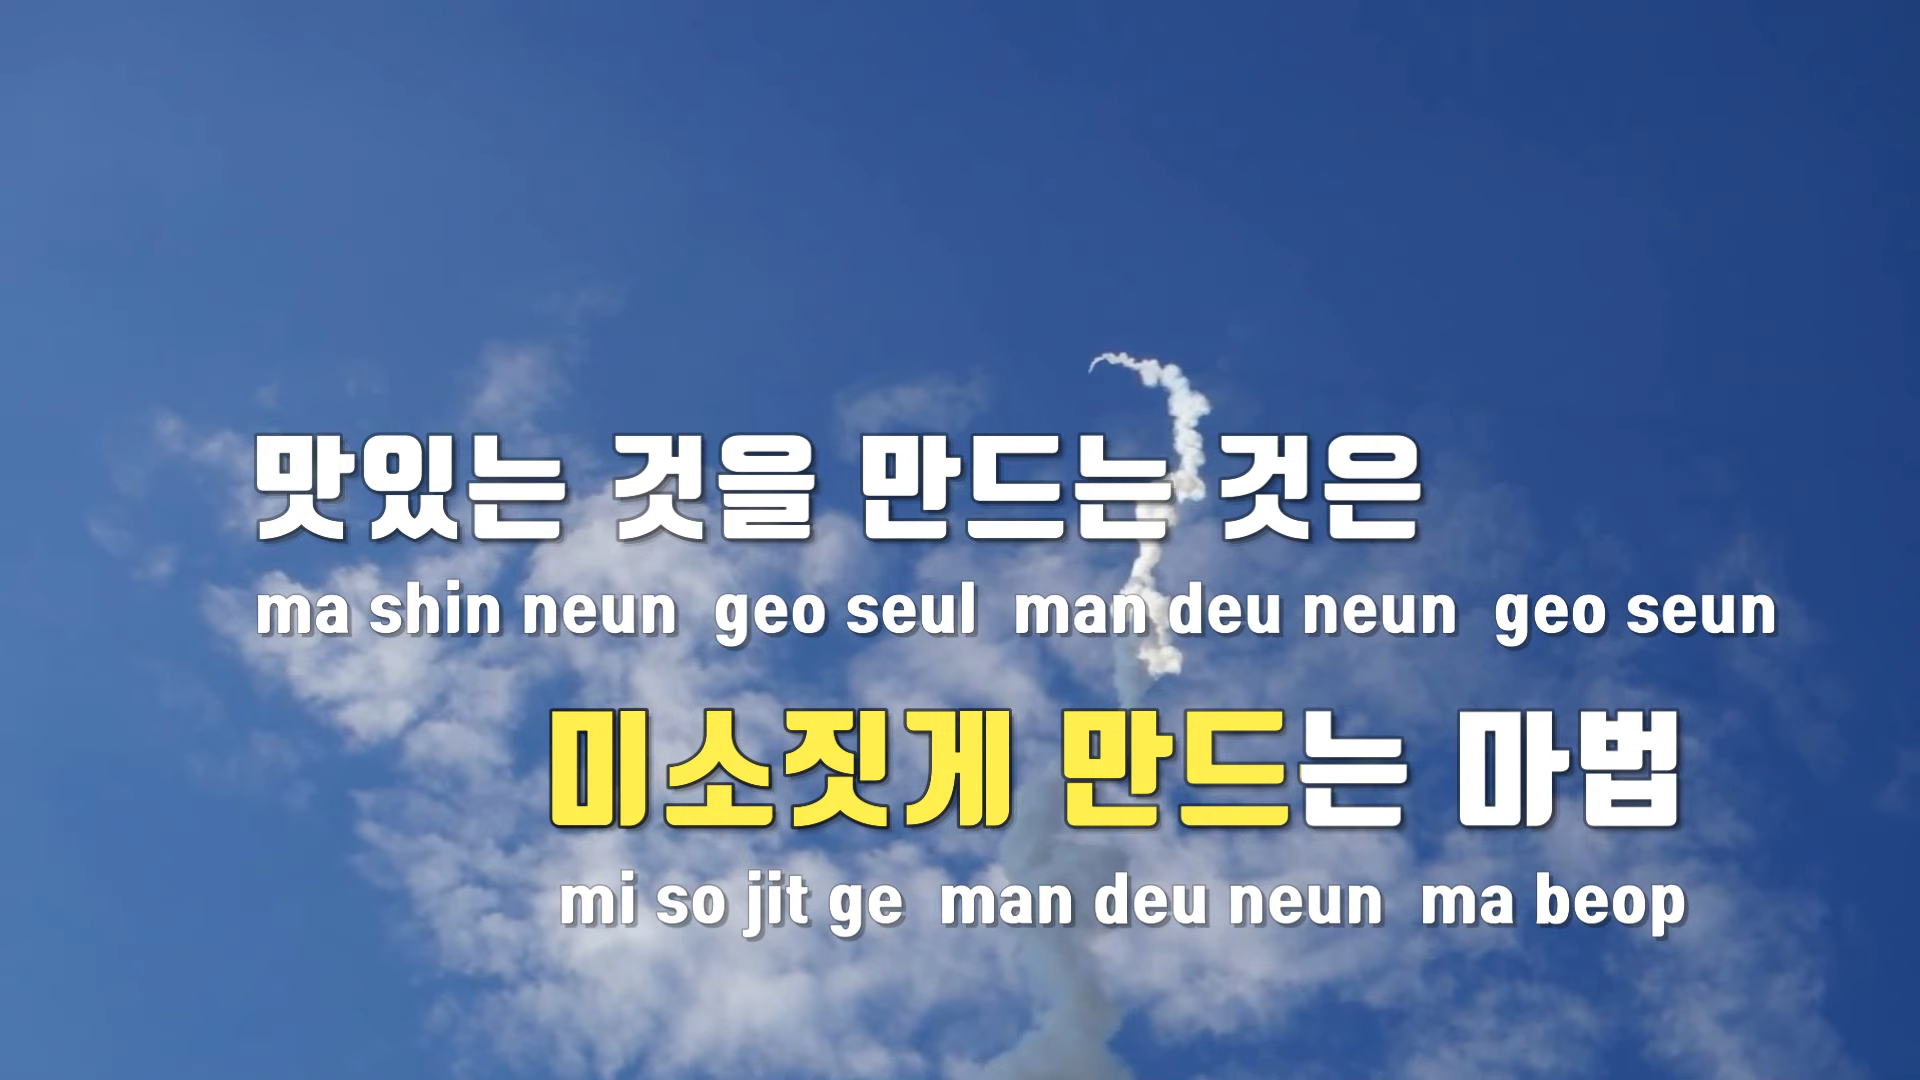 맛있는 것을 만드는 것은
ma shin neun geo seul man deu neun geo seun
미소짓게 만드는 마법
mi so jit ge man deu neun ma beop